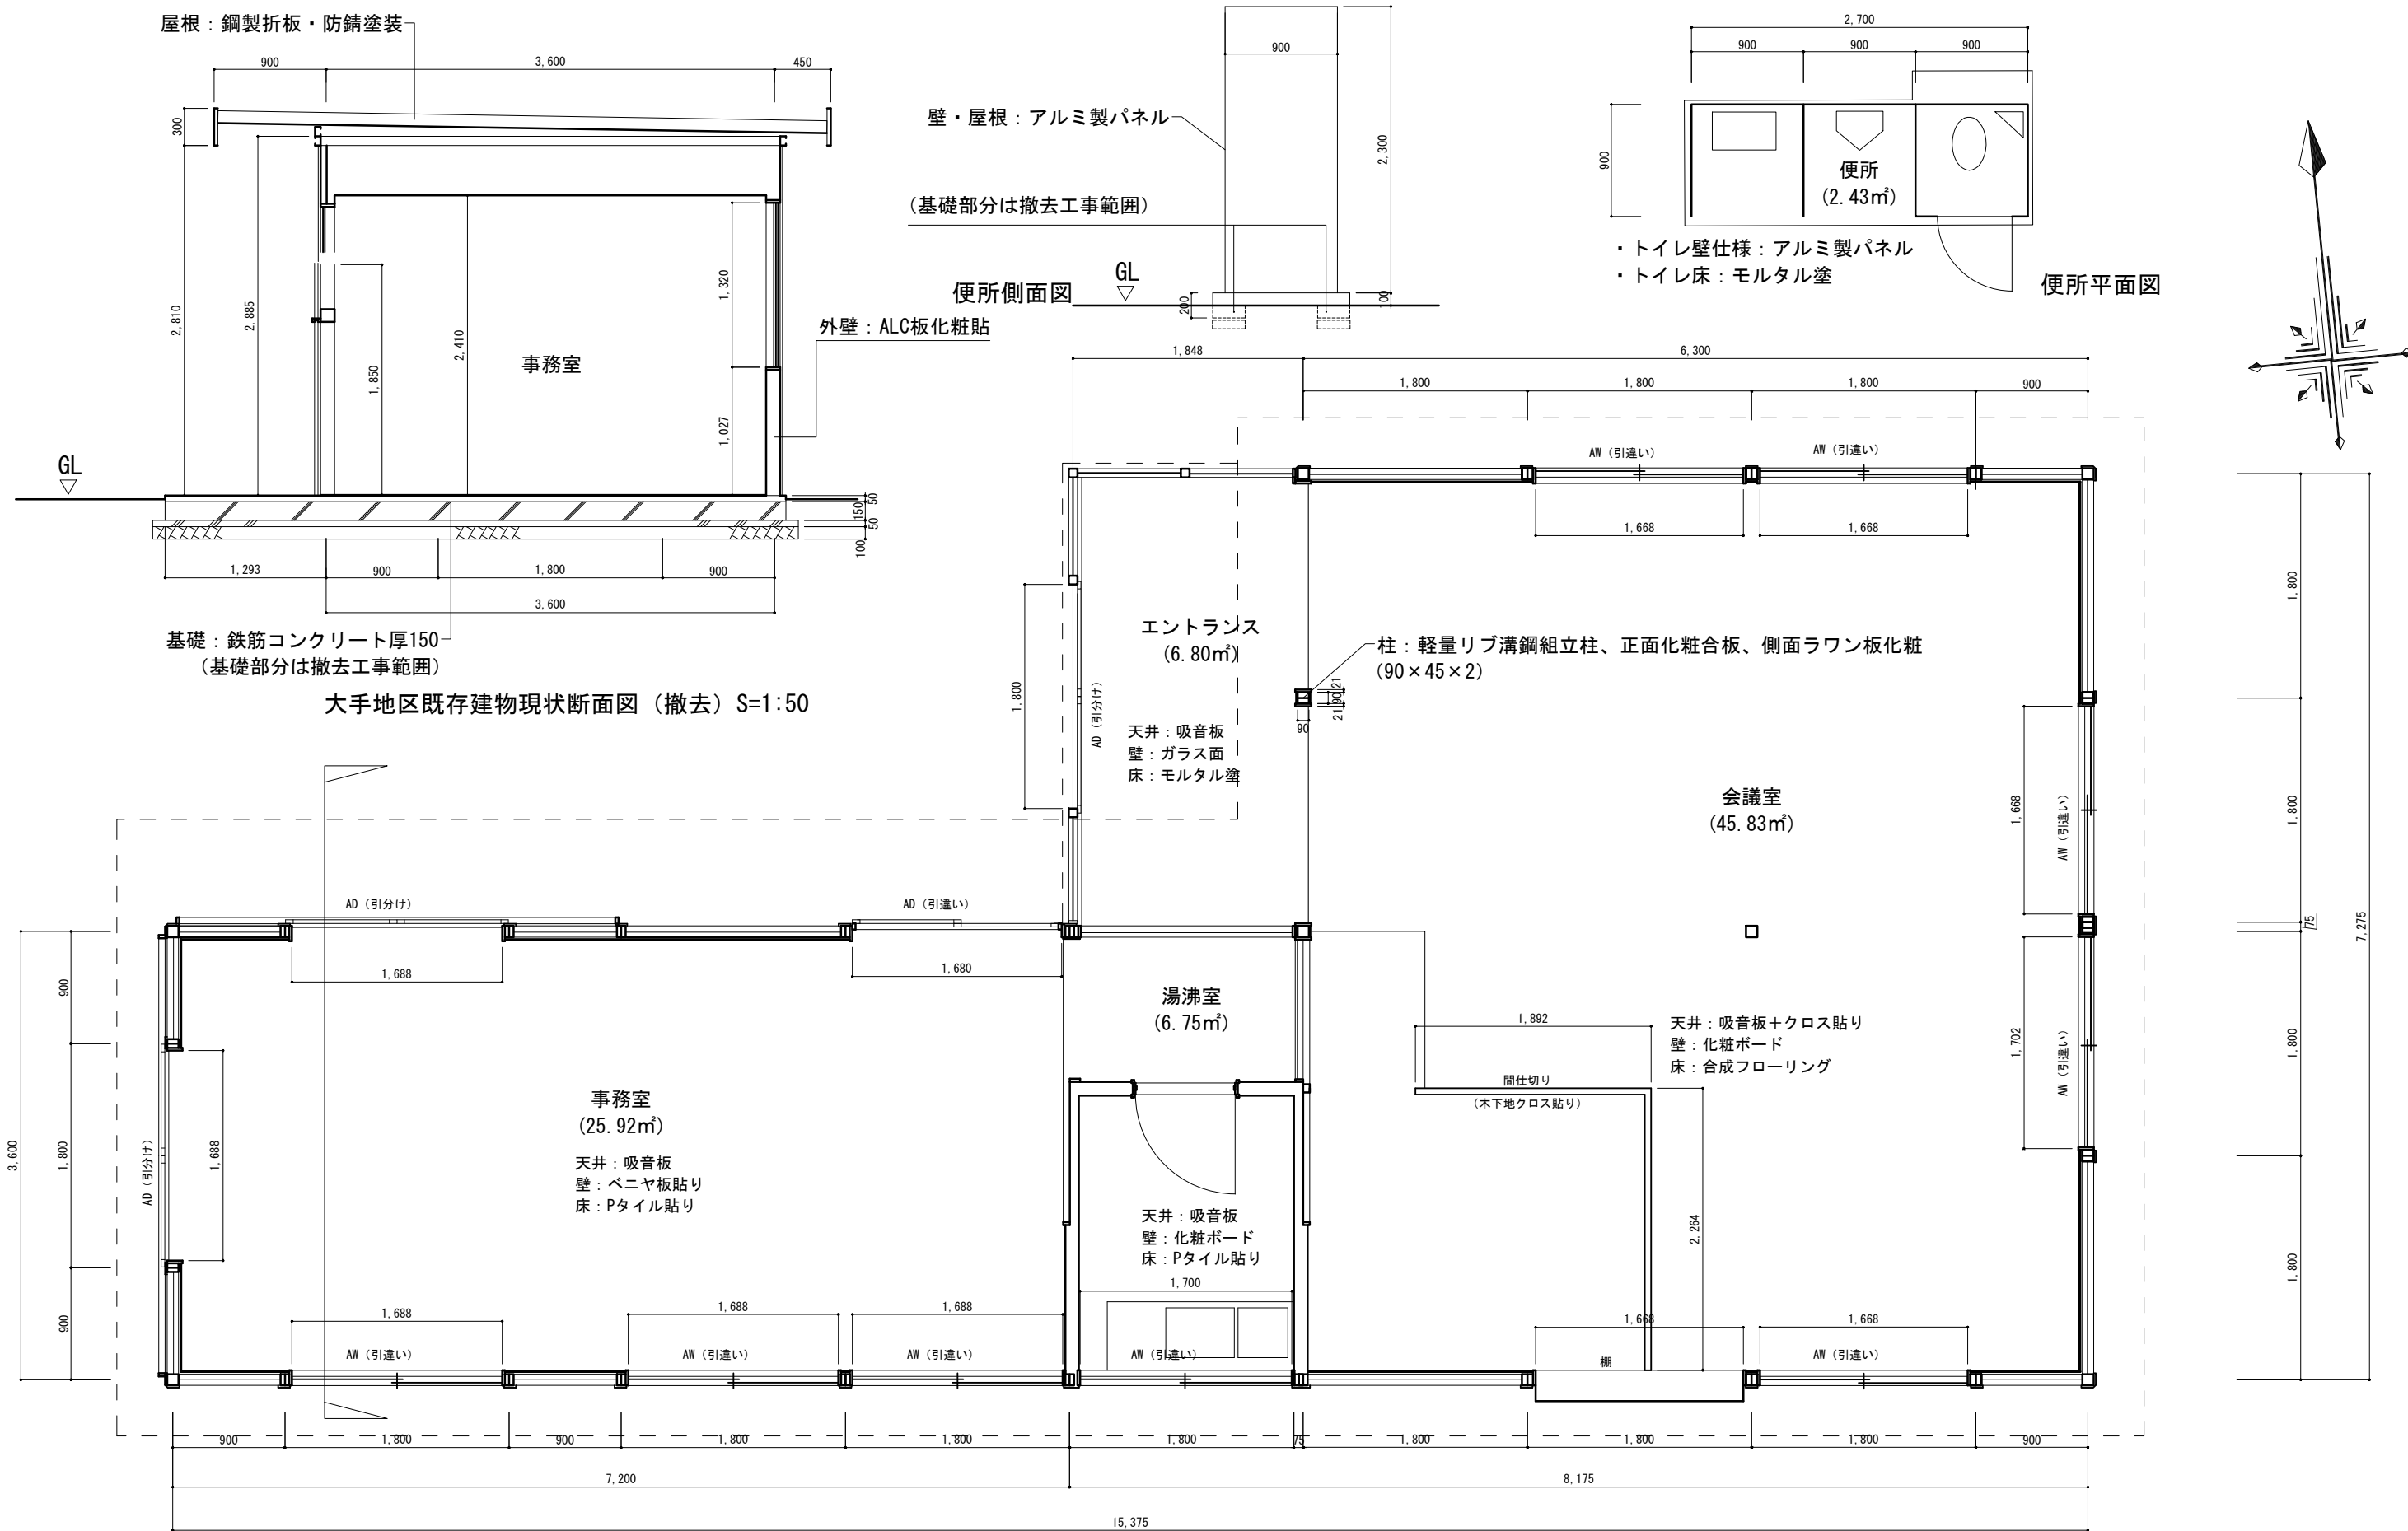 屋根：鋼製折板・防錆塗装
900
3,600
450
300
2,810
2,885
1,850
2,410
1,320
1,027
事務室
外壁：ALC板化粧貼
GL
50
150
50
100
1,293
900
1,800
900
3,600
基礎：鉄筋コンクリート厚150
（基礎部分は撤去工事範囲）
大手地区既存建物現状断面図（撤去）S=1:50
900
2,300
壁・屋根：アルミ製パネル
（基礎部分は撤去工事範囲）
GL
便所側面図
200
100
2,700
900
900
900
900
便所
(2.43㎡)
・トイレ壁仕様：アルミ製パネル
・トイレ床：モルタル塗
便所平面図
1,848
6,300
1,800
1,800
1,800
900
AW（引違い）
AW（引違い）
1,668
1,668
エントランス
(6.80㎡)
柱：軽量リブ溝鋼組立柱、正面化粧合板、側面ラワン板化粧
(90×45×2)
21
90
21
90
1,800
AD（引分け）
天井：吸音板
壁：ガラス面
床：モルタル塗
会議室
(45.83㎡)
1,668
AW（引違い）
1,800
1,800
75
7,275
1,800
1,800
AD（引分け）
AD（引違い）
1,688
1,680
湯沸室
(6.75㎡)
1,892
天井：吸音板＋クロス貼り
壁：化粧ボード
床：合成フローリング
1,702
AW（引違い）
間仕切り
（木下地クロス貼り）
2,264
900
3,600
1,800
900
AD（引分け）
1,688
事務室
(25.92㎡)
天井：吸音板
壁：ベニヤ板貼り
床：Pタイル貼り
天井：吸音板
壁：化粧ボード
床：Pタイル貼り
1,700
1,688
1,688
1,688
1,668
1,668
AW（引違い）
AW（引違い）
AW（引違い）
AW（引違い）
棚
AW（引違い）
900
1,800
900
1,800
1,800
1,800
75
1,800
1,800
1,800
900
7,200
8,175
15,375